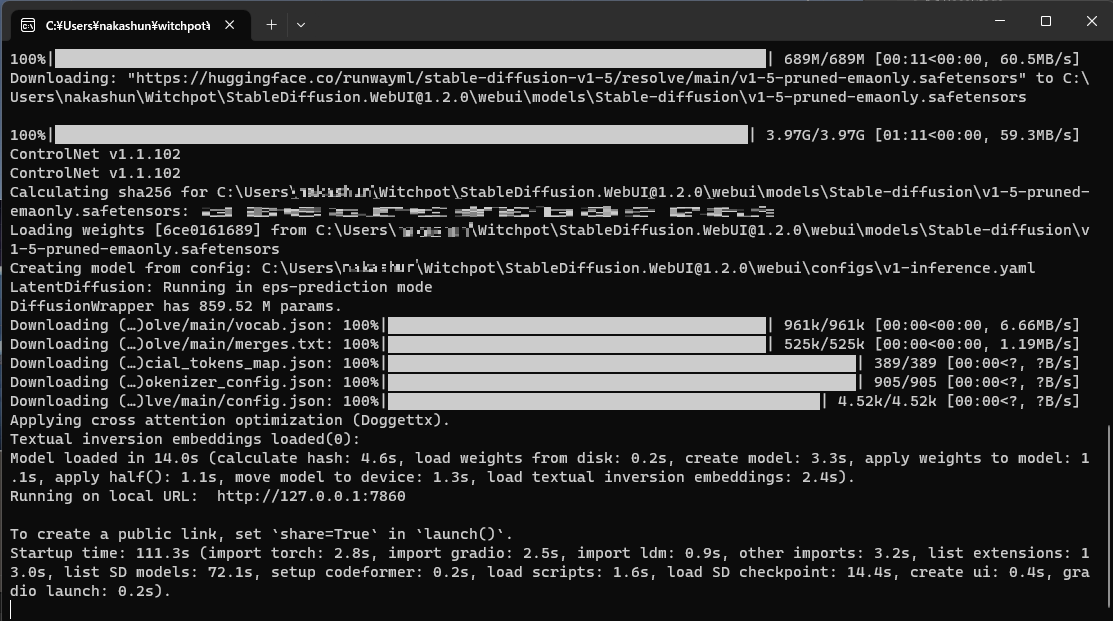 C:¥Users¥nakashun¥witchpot¥
100%| | 689M/689M [00:11<00:00, 60.5MB/s]
Downloading: "https://huggingface.co/runwayml/stable-diffusion-v1-5/resolve/main/v1-5-pruned-emaonly.safetensors" to C:\
Users\nakashun\Witchpot\StableDiffusion.WebUI@1.2.0\webui\models\Stable-diffusion\v1-5-pruned-emaonly.safetensors
100%| | 3.97G/3.97G [01:11<00:00, 59.3MB/s]
ControlNet v1.1.102
ControlNet v1.1.102
Calculating sha256 for C:\Users\ \Witchpot\StableDiffusion.WebUI@1.2.0\webui\models\Stable-diffusion\v1-5-pruned-
emaonly.safetensors:
Loading weights [6ce0161689] from C:\Users\ \Witchpot\StableDiffusion.WebUI@1.2.0\webui\models\Stable-diffusion\v
1-5-pruned-emaonly.safetensors
Creating model from config: C:\Users\ \Witchpot\StableDiffusion.WebUI@1.2.0\webui\configs\v1-inference.yaml
LatentDiffusion: Running in eps-prediction mode
DiffusionWrapper has 859.52 M params.
Downloading (…)olve/main/vocab.json: 100%| | 961k/961k [00:00<00:00, 6.66MB/s]
Downloading (…)olve/main/merges.txt: 100%| | 525k/525k [00:00<00:00, 1.19MB/s]
Downloading (…)cial_tokens_map.json: 100%| | 389/389 [00:00<?, ?B/s]
Downloading (…)okenizer_config.json: 100%| | 905/905 [00:00<?, ?B/s]
Downloading (…)lve/main/config.json: 100%| | 4.52k/4.52k [00:00<?, ?B/s]
Applying cross attention optimization (Doggettx).
Textual inversion embeddings loaded(0):
Model loaded in 14.0s (calculate hash: 4.6s, load weights from disk: 0.2s, create model: 3.3s, apply weights to model: 1
.1s, apply half(): 1.1s, move model to device: 1.3s, load textual inversion embeddings: 2.4s).
Running on local URL:  http://127.0.0.1:7860
To create a public link, set `share=True` in `launch()`.
Startup time: 111.3s (import torch: 2.8s, import gradio: 2.5s, import ldm: 0.9s, other imports: 3.2s, list extensions: 1
3.0s, list SD models: 72.1s, setup codeformer: 0.2s, load scripts: 1.6s, load SD checkpoint: 14.4s, create ui: 0.4s, gra
dio launch: 0.2s).